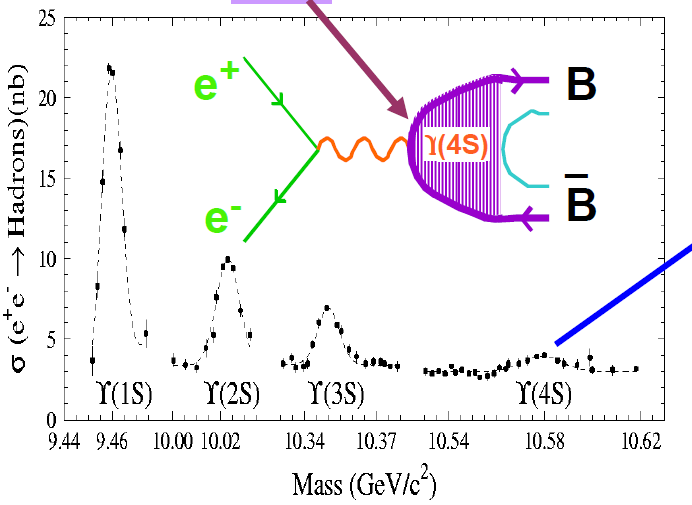 25
20
15
10
5
0
σ (e⁺e⁻ → Hadrons)(nb)
e⁺
e⁻
ϒ(4S)
B
B̅
ϒ(1S) ϒ(2S) ϒ(3S) ϒ(4S)
9.44 9.46 10.00 10.02 10.34 10.37 10.54 10.58 10.62
Mass (GeV/c²)